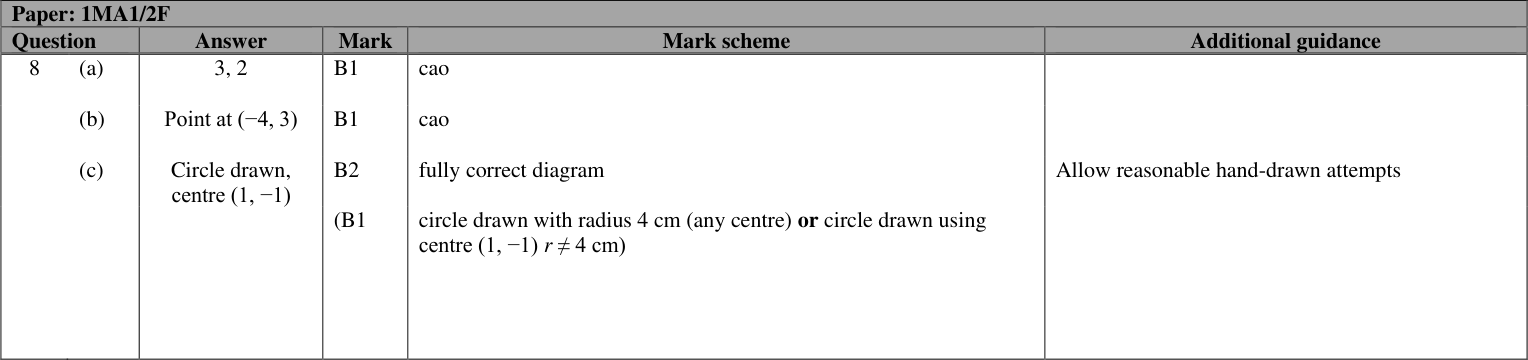 Paper: 1MA1/2F
Question Answer Mark Mark scheme Additional guidance
8 (a) 3, 2 B1 cao
(b) Point at (−4, 3) B1 cao
(c) Circle drawn, B2 fully correct diagram Allow reasonable hand-drawn attempts
centre (1, −1)
(B1 circle drawn with radius 4 cm (any centre) or circle drawn using
centre (1, −1) r ≠ 4 cm)